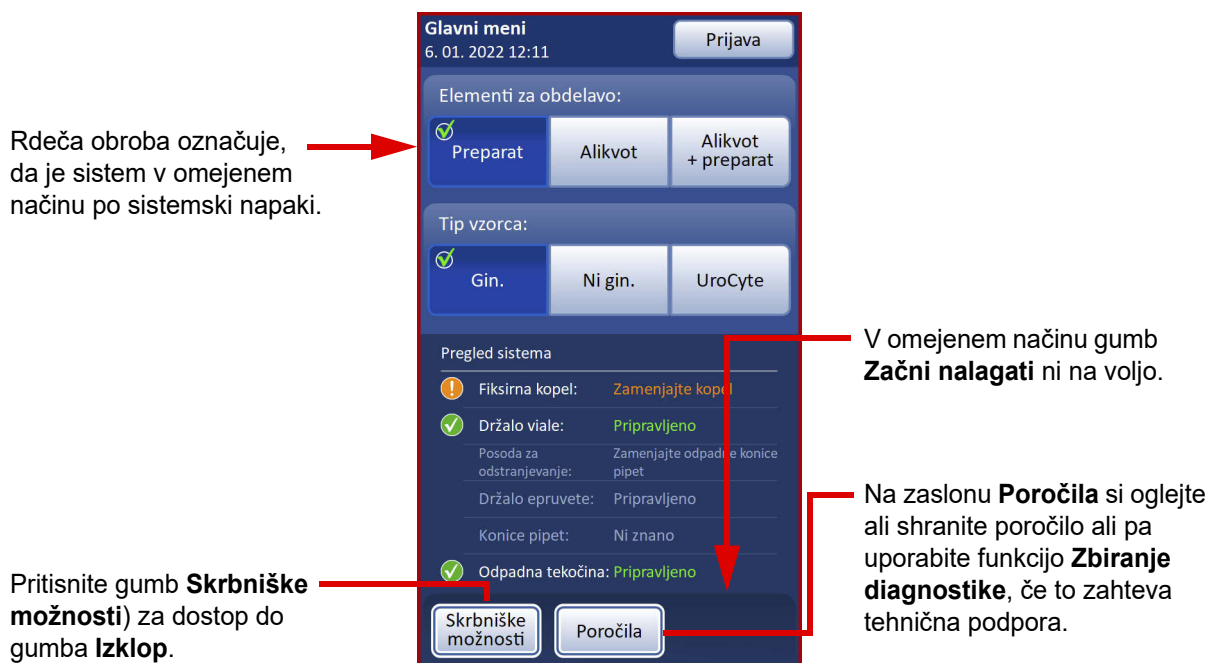 Glavni meni
6. 01. 2022 12:11
Prijava
Elementi za obdelavo:
Preparat
Alikvot
Alikvot
+ preparat
Tip vzorca:
Gin.
Ni gin.
UroCyte
Pregled sistema
Fiksirna kopel: Zamenjajte kopel
Držalo viale: Pripravljeno
Posoda za
odstranjevanje:
Zamenjajte odpadne konice
pipet
Držalo epruvete: Pripravljeno
Konice pipet: Ni znano
Odpadna tekočina: Pripravljeno
Skrbniške
možnosti
Poročila
Rdeča obroba označuje,
da je sistem v omejenem
načinu po sistemski napaki.
Pritisnite gumb Skrbniške
možnosti) za dostop do
gumba Izklop.
V omejenem načinu gumb
Začni nalagati ni na voljo.
Na zaslonu Poročila si oglejte
ali shranite poročilo ali pa
uporabite funkcijo Zbiranje
diagnostike, če to zahteva
tehnična podpora.